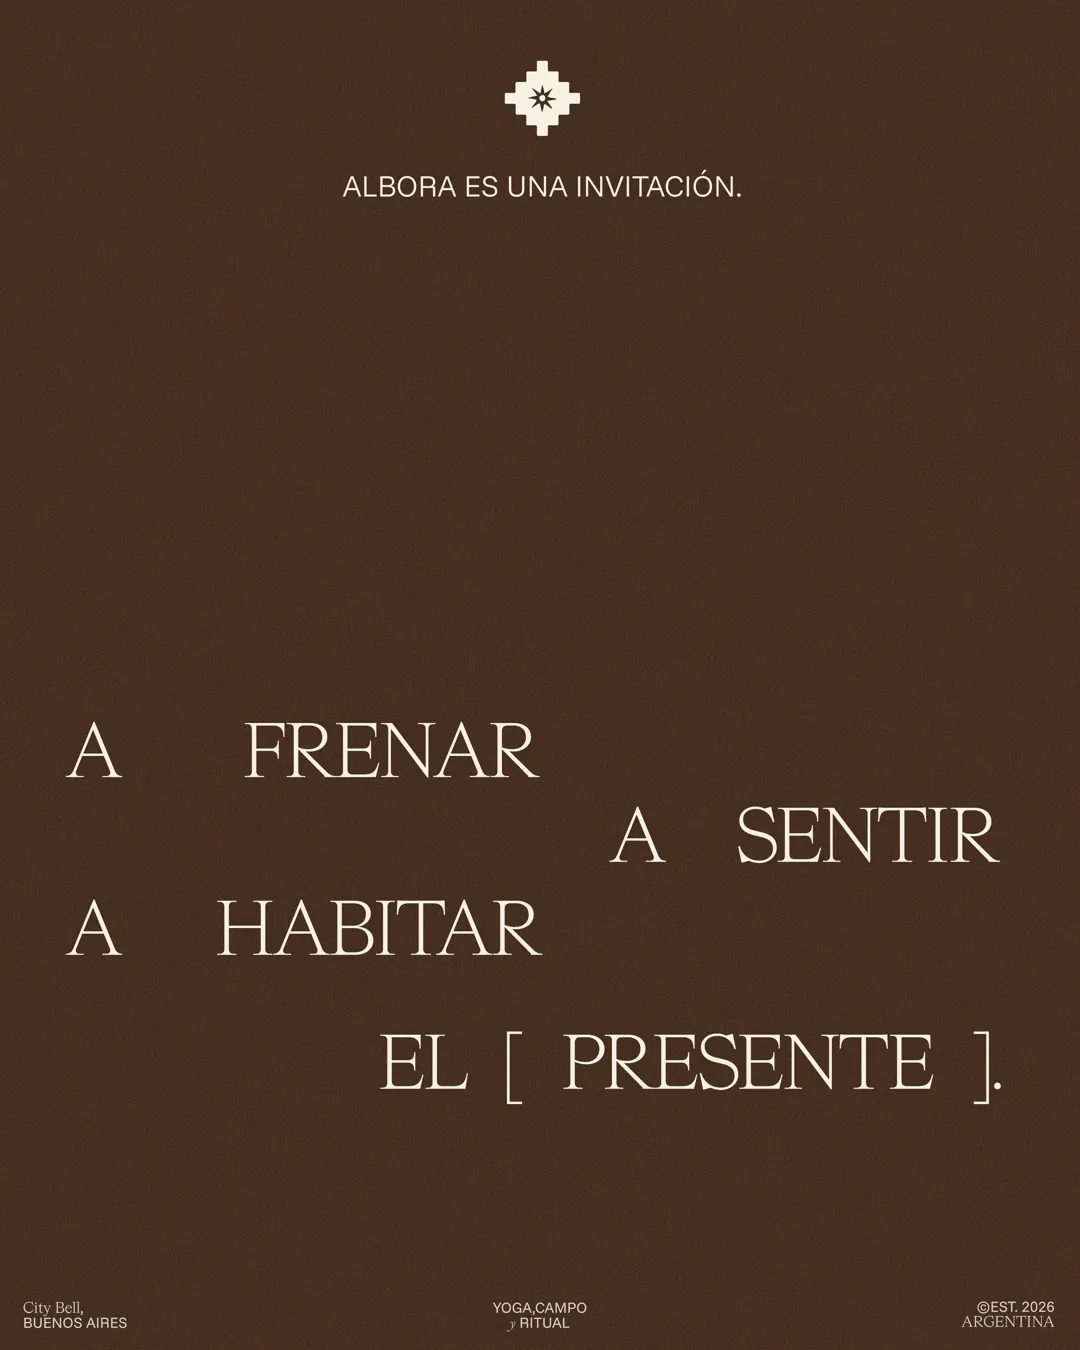 ALBORA ES UNA INVITACIÓN.
A FRENAR
A SENTIR
A HABITAR
EL [ PRESENTE ].
City Bell,
BUENOS AIRES
YOGA,CAMPO
y RITUAL
©EST. 2026
ARGENTINA